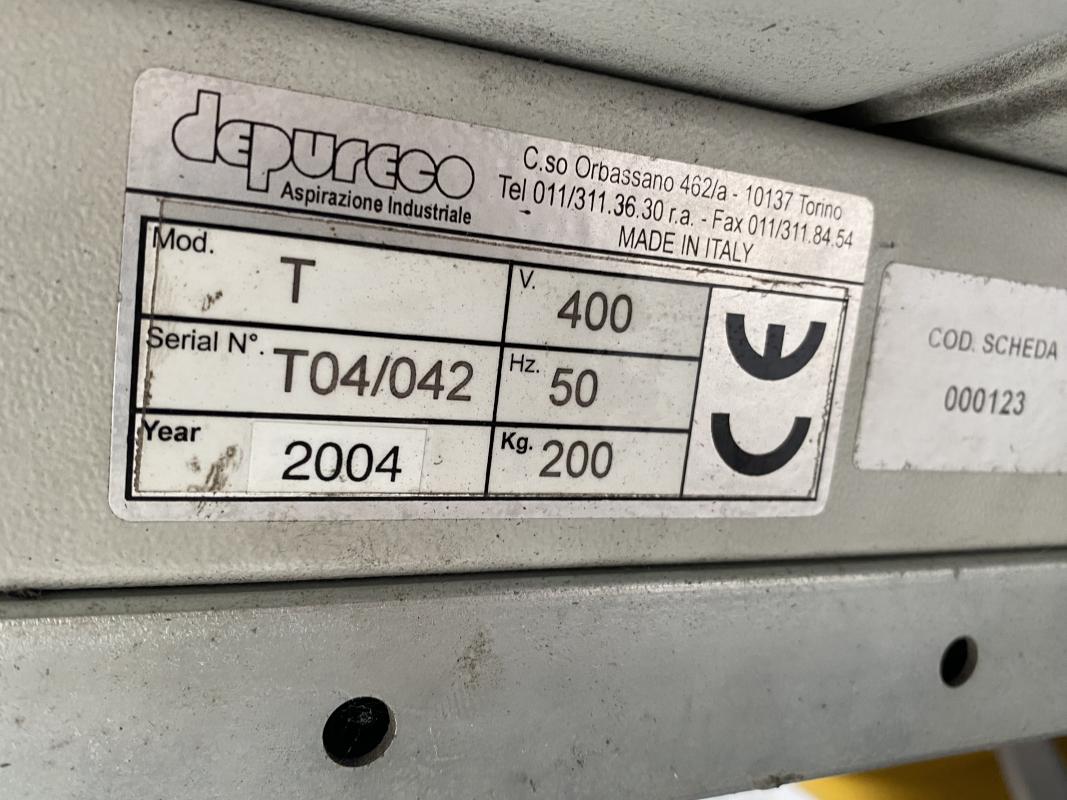 depureco
Aspirazione Industriale
C.so Orbassano 462/a - 10137 Torino
Tel 011/311.36.30 r.a. - Fax 011/311.84.54
MADE IN ITALY
Mod. T
V. 400
Serial N°. T04/042
Hz. 50
Year 2004
Kg. 200
CE
COD. SCHEDA
000123